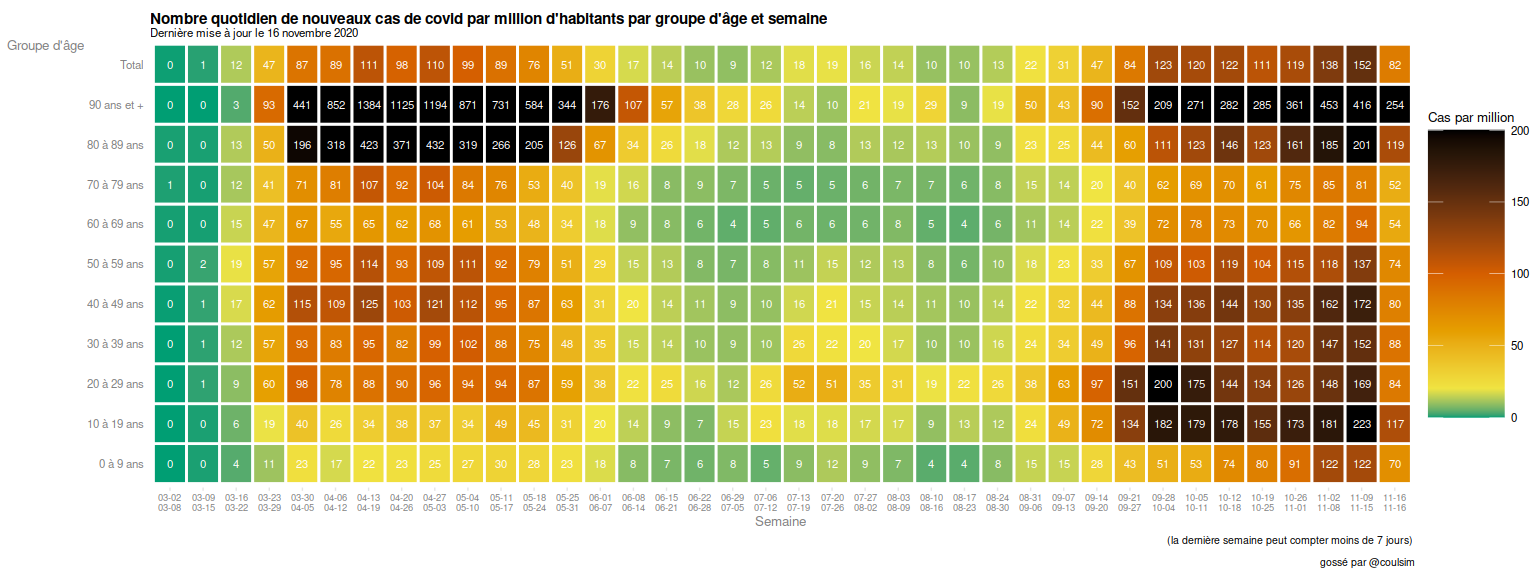 Nombre quotidien de nouveaux cas de covid par million d'habitants par groupe d'âge et semaine
Dernière mise à jour le 16 novembre 2020
Groupe d'âge
Total 0 1 12 47 87 89 111 98 110 99 89 76 51 30 17 14 10 9 12 18 19 16 14 10 10 13 22 31 47 84 123 120 122 111 119 138 152 82
90 ans et + 0 0 3 93 441 852 1384 1125 1194 871 731 584 344 176 107 57 38 28 26 14 10 21 19 29 9 19 50 43 90 152 209 271 282 285 361 453 416 254
80 à 89 ans 0 0 13 50 196 318 423 371 432 319 266 205 126 67 34 26 18 12 13 9 8 13 12 13 10 9 23 25 44 60 111 123 146 123 161 185 201 119
70 à 79 ans 1 0 12 41 71 81 107 92 104 84 76 53 40 19 16 8 9 7 5 5 5 6 7 7 6 8 15 14 20 40 62 69 70 61 75 85 81 52
60 à 69 ans 0 0 15 47 67 55 65 62 68 61 53 48 34 18 9 8 6 4 5 6 6 6 8 5 4 6 11 14 22 39 72 78 73 70 66 82 94 54
50 à 59 ans 0 2 19 57 92 95 114 93 109 111 92 79 51 29 15 13 8 7 8 11 15 12 13 8 6 10 18 23 33 67 109 103 119 104 115 118 137 74
40 à 49 ans 0 1 17 62 115 109 125 103 121 112 95 87 63 31 20 14 11 9 10 16 21 15 14 11 10 14 22 32 44 88 134 136 144 130 135 162 172 80
30 à 39 ans 0 1 12 57 93 83 95 82 99 102 88 75 48 35 15 14 10 9 10 26 22 20 17 10 10 16 24 34 49 96 141 131 127 114 120 147 152 88
20 à 29 ans 0 1 9 60 98 78 88 90 96 94 94 87 59 38 22 25 16 12 26 52 51 35 31 19 22 26 38 63 97 151 200 175 144 134 126 148 169 84
10 à 19 ans 0 0 6 19 40 26 34 38 37 34 49 45 31 20 14 9 7 15 23 18 18 17 17 9 13 12 24 49 72 134 182 179 178 155 173 181 223 117
0 à 9 ans 0 0 4 11 23 17 22 23 25 27 30 28 23 18 8 7 6 8 5 9 12 9 7 4 4 8 15 15 28 43 51 53 74 80 91 122 122 70
03-02 03-09 03-16 03-23 03-30 04-06 04-13 04-20 04-27 05-04 05-11 05-18 05-25 06-01 06-08 06-15 06-22 06-29 07-06 07-13 07-20 07-27 08-03 08-10 08-17 08-24 08-31 09-07 09-14 09-21 09-28 10-05 10-12 10-19 10-26 11-02 11-09 11-16
03-08 03-15 03-22 03-29 04-05 04-12 04-19 04-26 05-03 05-10 05-17 05-24 05-31 06-07 06-14 06-21 06-28 07-05 07-12 07-19 07-26 08-02 08-09 08-16 08-23 08-30 09-06 09-13 09-20 09-27 10-04 10-11 10-18 10-25 11-01 11-08 11-15 11-16
Semaine
Cas par million
200
150
100
50
0
(la dernière semaine peut compter moins de 7 jours)
gossé par @coulsim